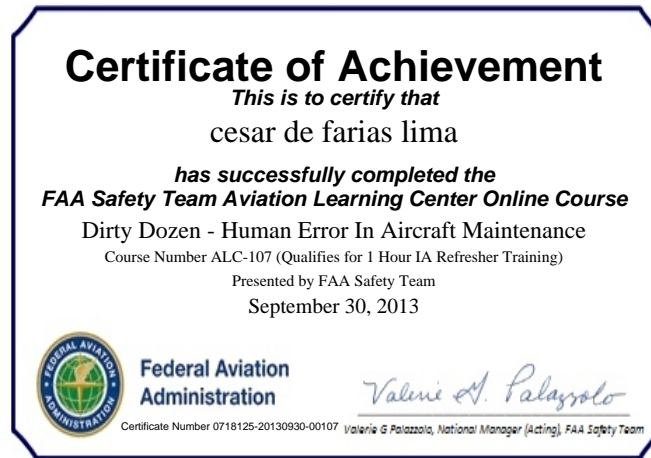 Certificate of Achievement
This is to certify that
cesar de farias lima
has successfully completed the
FAA Safety Team Aviation Learning Center Online Course
Dirty Dozen - Human Error In Aircraft Maintenance
Course Number ALC-107 (Qualifies for 1 Hour IA Refresher Training)
Presented by FAA Safety Team
September 30, 2013
FEDERAL AVIATION
ADMINISTRATION
Federal Aviation
Administration
Valerie G. Palazzolo
Certificate Number 0718125-20130930-00107
Valerie G Palazzolo, National Manager (Acting), FAA Safety Team